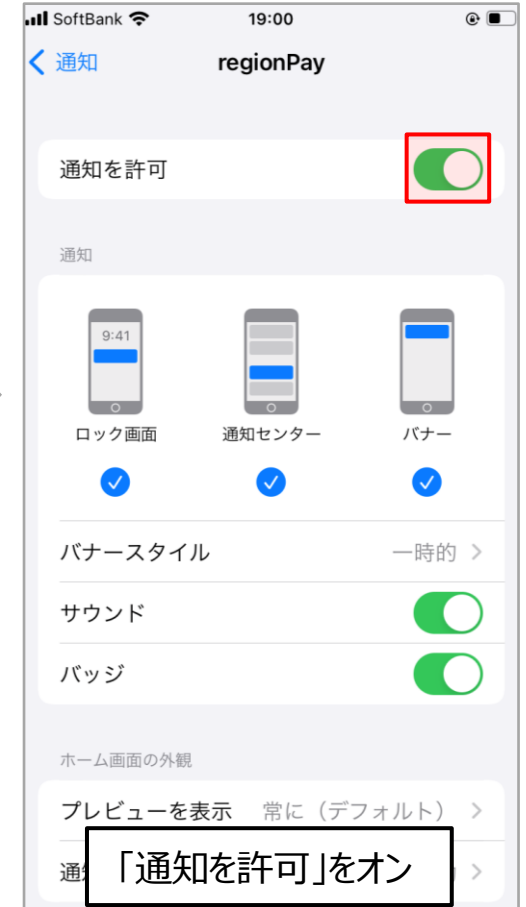 SoftBank 19:00
通知 regionPay
通知を許可
通知
9:41
ロック画面 通知センター バナー
バナースタイル 一時的
サウンド
バッジ
ホーム画面の外観
プレビューを表示 常に（デフォルト）
通
「通知を許可」をオン